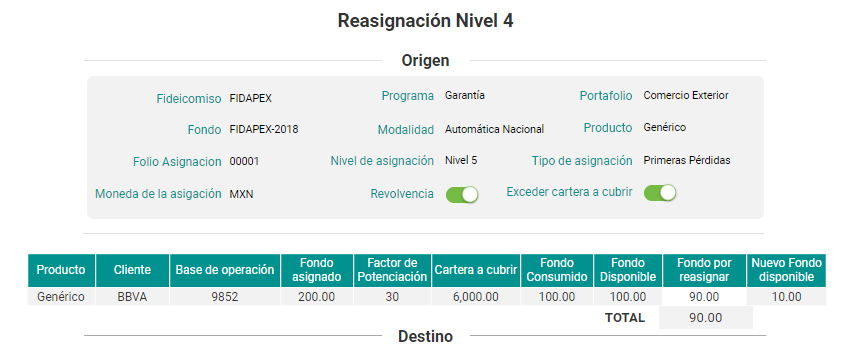 Reasignación Nivel 4
Origen
Fideicomiso FIDAPEX Programa Garantía Portafolio Comercio Exterior
Fondo FIDAPEX-2018 Modalidad Automática Nacional Producto Genérico
Folio Asignacion 00001 Nivel de asignación Nivel 5 Tipo de asignación Primeras Pérdidas
Moneda de la asigación MXN Revolvencia Exceder cartera a cubrir
Producto Cliente Base de operación Fondo asignado Factor de Potenciación Cartera a cubrir Fondo Consumido Fondo Disponible Fondo por reasignar Nuevo Fondo disponible
Genérico BBVA 9852 200.00 30 6,000.00 100.00 100.00 90.00 10.00
TOTAL 90.00
Destino